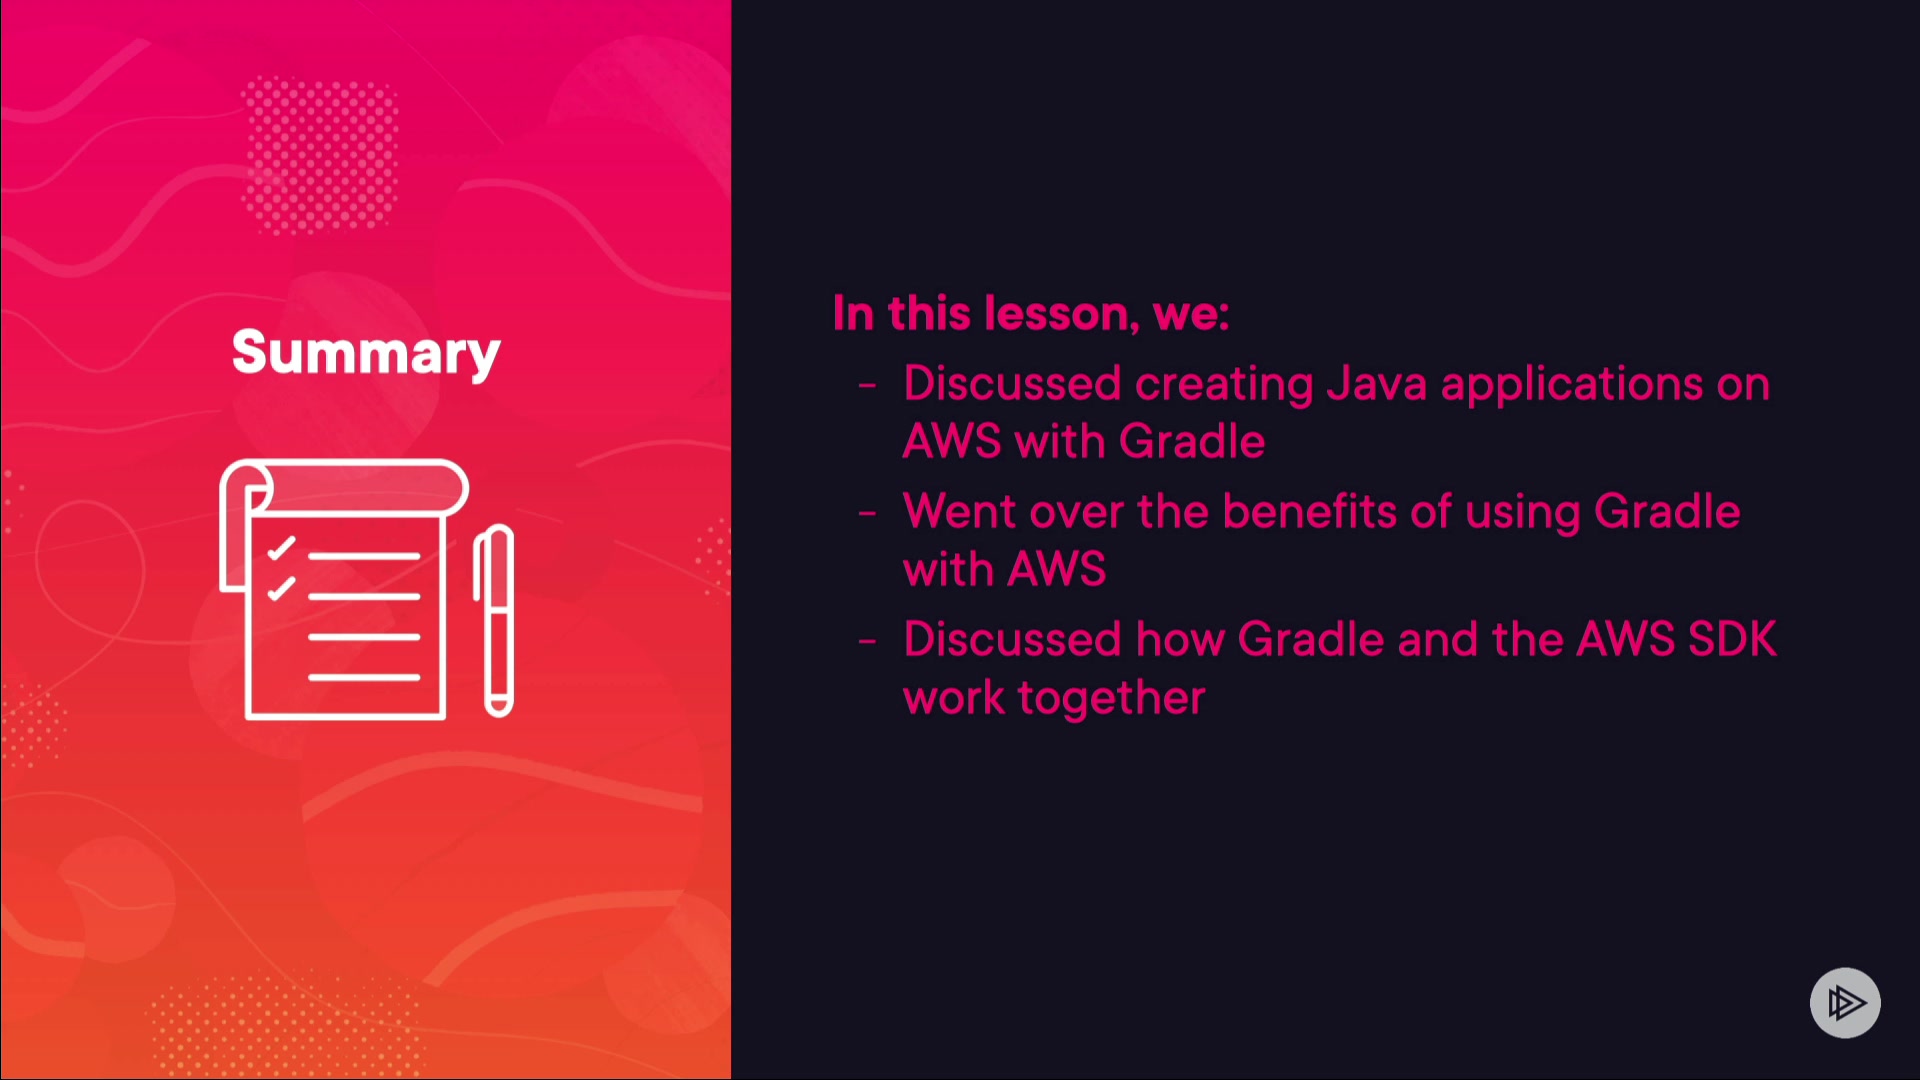 Summary
In this lesson, we:
- Discussed creating Java applications on
AWS with Gradle
- Went over the benefits of using Gradle
with AWS
- Discussed how Gradle and the AWS SDK
work together